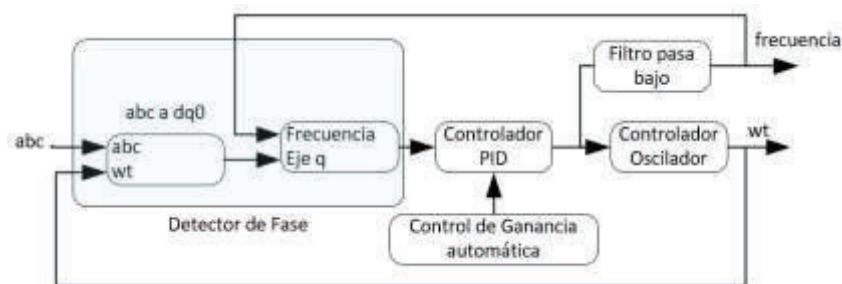 frecuencia
Filtro pasa
bajo
abc a dq0
abc
abc
wt
Frecuencia
Eje q
Controlador
PID
Controlador
Oscilador
wt
Detector de Fase
Control de Ganancia
automática